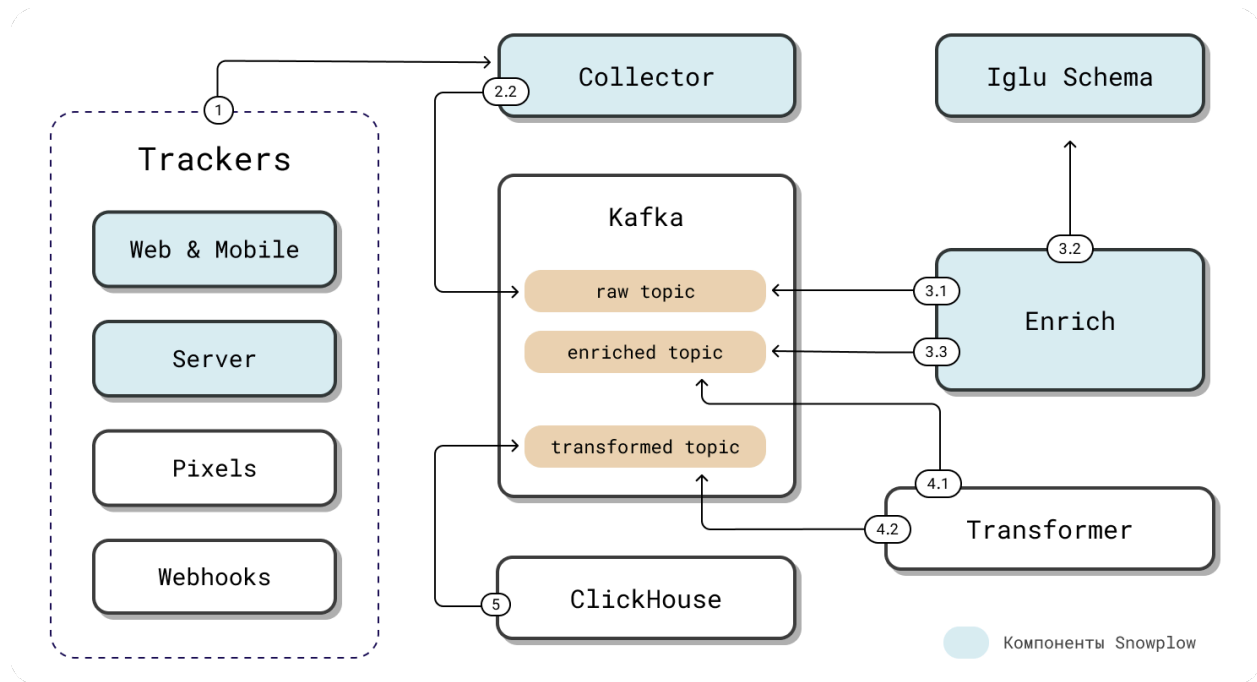 Collector
Iglu Schema
2.2
1
Trackers
Web & Mobile
Server
Pixels
Webhooks
Kafka
raw topic
enriched topic
transformed topic
3.2
3.1
Enrich
3.3
4.1
4.2
Transformer
5
ClickHouse
Компоненты Snowplow